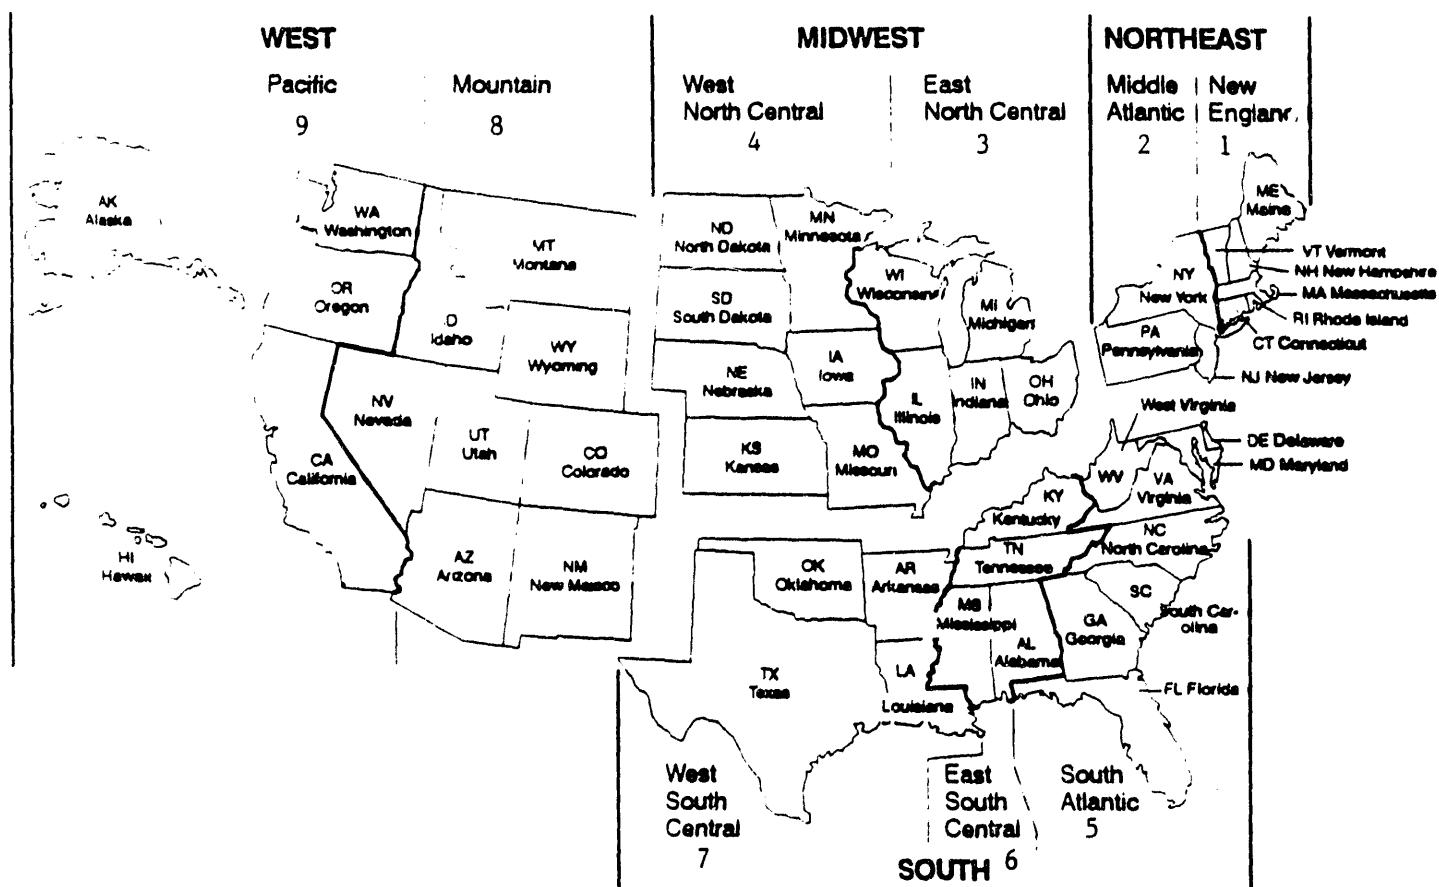 WEST
MIDWEST
NORTHEAST
Pacific
9
Mountain
8
West
North Central
4
East
North Central
3
Middle
Atlantic
2
New
England
1
AK
Alaska
WA
Washington
OR
Oregon
MT
Montana
ID
Idaho
WY
Wyoming
NV
Nevada
UT
Utah
CO
Colorado
CA
California
AZ
Arizona
NM
New Mexico
HI
Hawaii
ND
North Dakota
MN
Minnesota
SD
South Dakota
WI
Wisconsin
MI
Michigan
NE
Nebraska
IA
Iowa
IL
Illinois
IN
Indiana
OH
Ohio
KS
Kansas
MO
Missouri
ME
Maine
VT Vermont
NH New Hampshire
MA Massachusetts
RI Rhode Island
CT Connecticut
NY
New York
PA
Pennsylvania
NJ New Jersey
West Virginia
DE Delaware
MD Maryland
WV
VA
Virginia
KY
Kentucky
NC
North Carolina
TN
Tennessee
OK
Oklahoma
AR
Arkansas
MS
Mississippi
AL
Alabama
GA
Georgia
SC
South Car-
olina
TX
Texas
LA
Louisiana
FL Florida
West
South
Central
7
East
South
Central
6
South
Atlantic
5
SOUTH